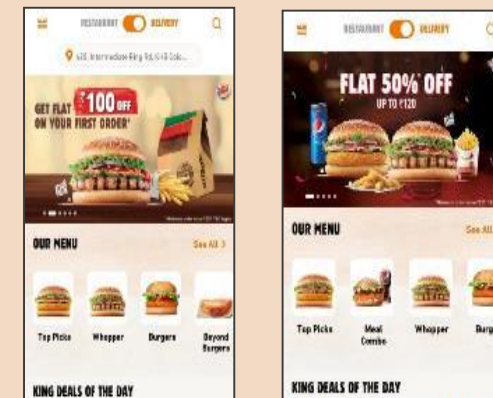 RESTAURANT DELIVERY
GET FLAT ₹100 OFF
ON YOUR FIRST ORDER*
OUR MENU
See All >
Top Picks
Whopper
Burgers
Beyond
Burgers
KING DEALS OF THE DAY
RESTAURANT DELIVERY
FLAT 50% OFF
UP TO ₹120
OUR MENU
See All
Top Picks
Meal
Combo
Whopper
Burg
KING DEALS OF THE DAY